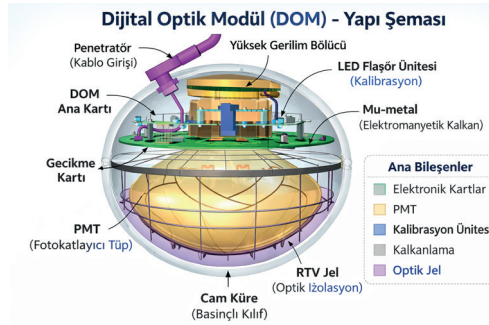 Dijital Optik Modül (DOM) - Yapı Şeması
Penetratör
(Kablo Girişi)
Yüksek Gerilim Bölücü
LED Flaşör Ünitesi
(Kalibrasyon)
DOM
Ana Kartı
Mu-metal
(Elektromanyetik Kalkan)
Gecikme
Kartı
PMT
(Fotokatlayıcı Tüp)
RTV Jel
(Optik Izolasyon)
Cam Küre
(Basınçlı Kılıf)
Ana Bileşenler
Elektronik Kartlar
PMT
Kalibrasyon Ünites
Kalkanlama
Optik Jel